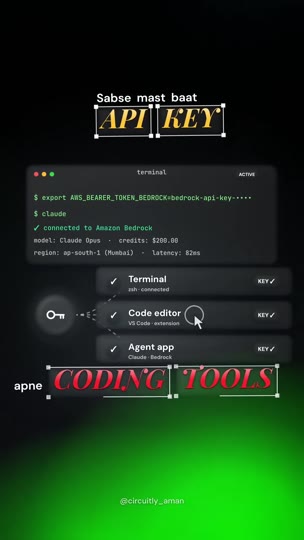 Sabse mast baat
API KEY
terminal
ACTIVE
$ export AWS_BEARER_TOKEN_BEDROCK=bedrock-api-key-••••
$ claude
✓ connected to Amazon Bedrock
model: Claude Opus · credits: $200.00
region: ap-south-1 (Mumbai) · latency: 82ms
✓ Terminal KEY ✓
zsh · connected
✓ Code editor KEY ✓
VS Code · extension
✓ Agent app KEY ✓
Claude · Bedrock
apne CODING TOOLS
@circuitly_aman